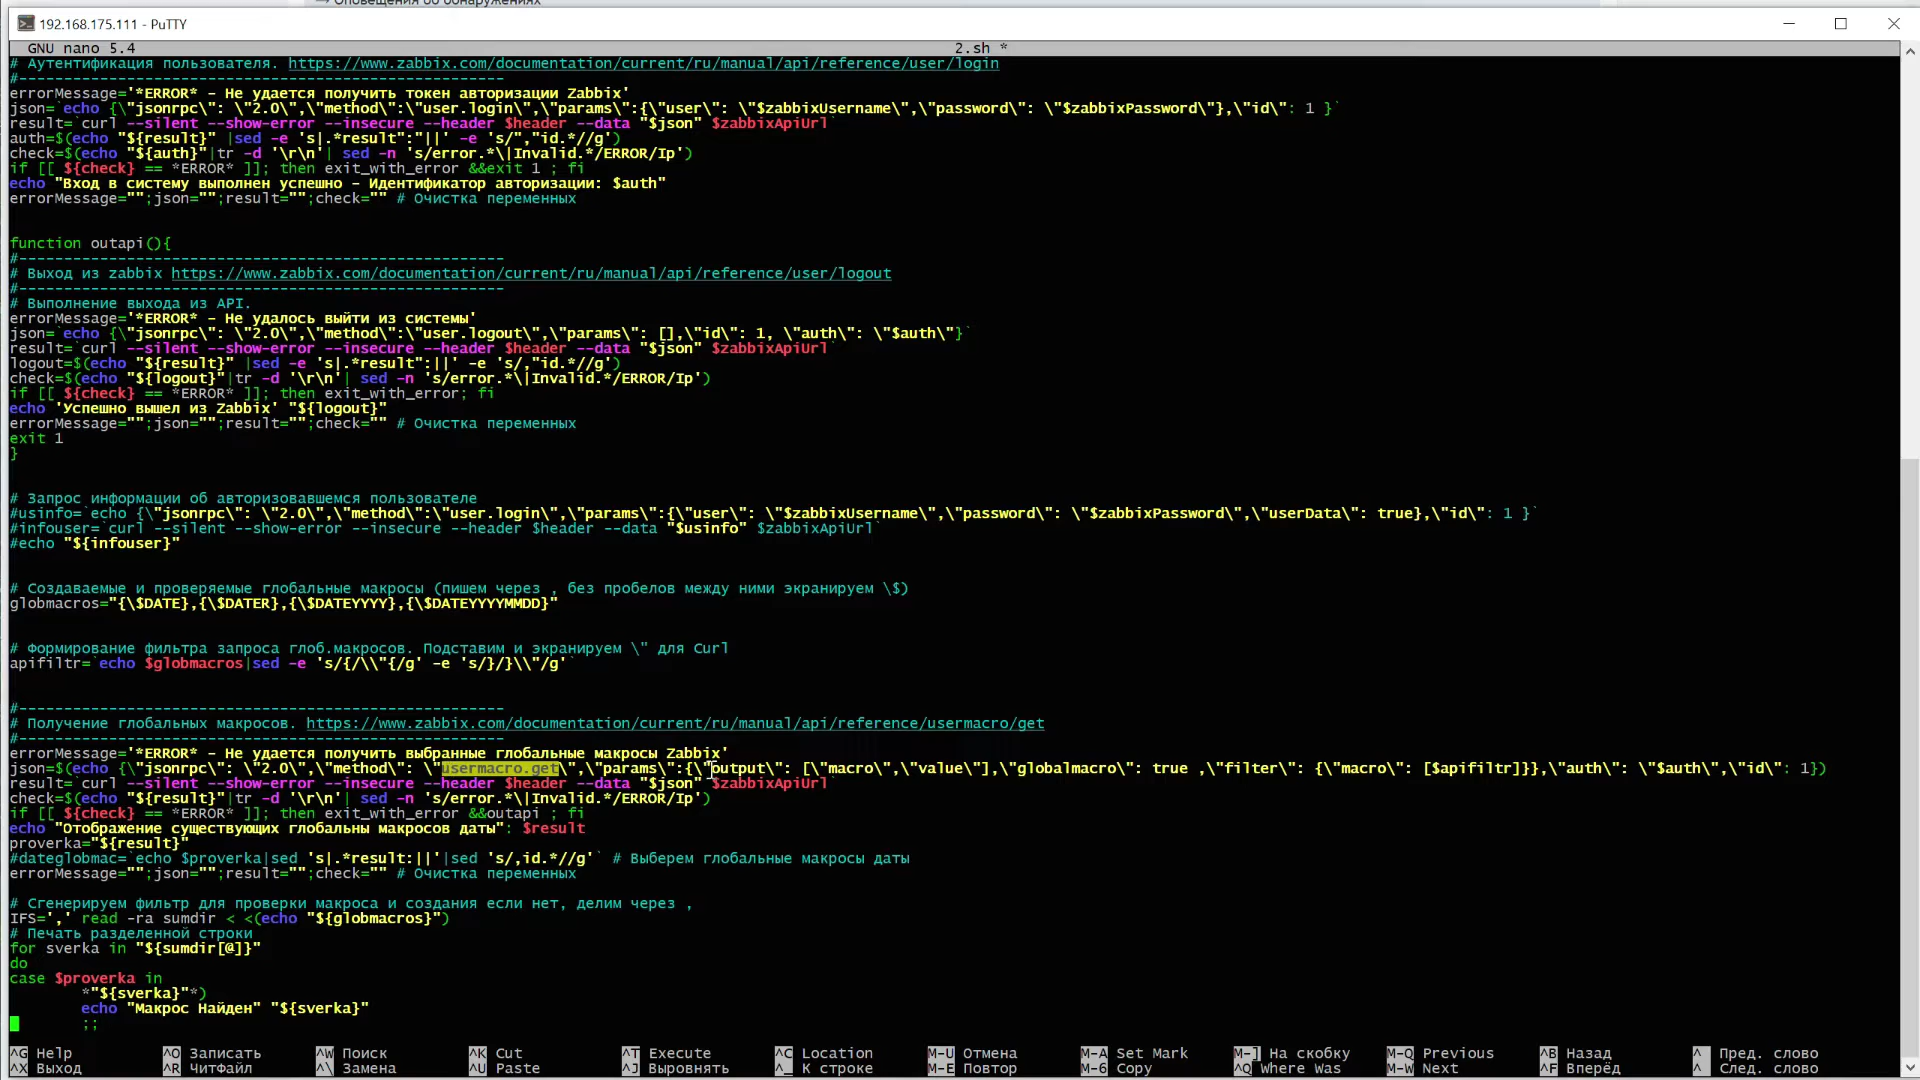 Оповещения об обнаружениях
192.168.175.111 - PuTTY
GNU nano 5.4 2.sh *
# Аутентификация пользователя. https://www.zabbix.com/documentation/current/ru/manual/api/reference/user/login
#------------------------------------------------------
errorMessage='*ERROR* - Не удается получить токен авторизации Zabbix'
json=`echo {\"jsonrpc\": \"2.0\",\"method\":\"user.login\",\"params\":{\"user\": \"$zabbixUsername\",\"password\": \"$zabbixPassword\"},\"id\": 1 }`
result=`curl --silent --show-error --insecure --header $header --data "$json" $zabbixApiUrl`
auth=$(echo "${result}" |sed -e 's|.*result":"||' -e 's/","id.*//g')
check=$(echo "${auth}"|tr -d '\r\n'| sed -n 's/error.*\|Invalid.*/ERROR/Ip')
if [[ ${check} == *ERROR* ]]; then exit_with_error &&exit 1 ; fi
echo "Вход в систему выполнен успешно - Идентификатор авторизации: $auth"
errorMessage="";json="";result="";check="" # Очистка переменных
function outapi(){
#------------------------------------------------------
# Выход из zabbix https://www.zabbix.com/documentation/current/ru/manual/api/reference/user/logout
#------------------------------------------------------
# Выполнение выхода из API.
errorMessage='*ERROR* - Не удалось выйти из системы'
json=`echo {\"jsonrpc\": \"2.0\",\"method\":\"user.logout\",\"params\": [],\"id\": 1, \"auth\": \"$auth\"}`
result=`curl --silent --show-error --insecure --header $header --data "$json" $zabbixApiUrl`
logout=$(echo "${result}" |sed -e 's|.*result":||' -e 's/,"id.*//g')
check=$(echo "${logout}"|tr -d '\r\n'| sed -n 's/error.*\|Invalid.*/ERROR/Ip')
if [[ ${check} == *ERROR* ]]; then exit_with_error; fi
echo 'Успешно вышел из Zabbix' "${logout}"
errorMessage="";json="";result="";check="" # Очистка переменных
exit 1
}
# Запрос информации об авторизовавшемся пользователе
#usinfo=`echo {\"jsonrpc\": \"2.0\",\"method\":\"user.login\",\"params\":{\"user\": \"$zabbixUsername\",\"password\": \"$zabbixPassword\",\"userData\": true},\"id\": 1 }`
#infouser=`curl --silent --show-error --insecure --header $header --data "$usinfo" $zabbixApiUrl`
#echo "${infouser}"
# Создаваемые и проверяемые глобальные макросы (пишем через , без пробелов между ними экранируем \$)
globmacros="{\$DATE},{\$DATER},{\$DATEYYYY},{\$DATEYYYYMMDD}"
# Формирование фильтра запроса глоб.макросов. Подставим и экранируем \" для Curl
apifiltr=`echo $globmacros|sed -e 's/{/\\"{/g' -e 's/}/}\\"/g'`
#------------------------------------------------------
# Получение глобальных макросов. https://www.zabbix.com/documentation/current/ru/manual/api/reference/usermacro/get
#------------------------------------------------------
errorMessage='*ERROR* - Не удается получить выбранные глобальные макросы Zabbix'
json=$(echo {\"jsonrpc\": \"2.0\",\"method\": \"usermacro.get\",\"params\":{\"output\": [\"macro\",\"value\"],\"globalmacro\": true ,\"filter\": {\"macro\": [$apifiltr]}},\"auth\": \"$auth\",\"id\": 1})
result=`curl --silent --show-error --insecure --header $header --data "$json" $zabbixApiUrl`
check=$(echo "${result}"|tr -d '\r\n'| sed -n 's/error.*\|Invalid.*/ERROR/Ip')
if [[ ${check} == *ERROR* ]]; then exit_with_error &&outapi ; fi
echo "Отображение существующих глобальны макросов даты": $result
proverka="${result}"
#dateglobmac=`echo $proverka|sed 's|.*result:||'|sed 's/,id.*//g'` # Выберем глобальные макросы даты
errorMessage="";json="";result="";check="" # Очистка переменных
# Сгенерируем фильтр для проверки макроса и создания если нет, делим через ,
IFS=',' read -ra sumdir < <(echo "${globmacros}")
# Печать разделенной строки
for sverka in "${sumdir[@]}"
do
case $proverka in
*"${sverka}"*)
echo "Макрос Найден" "${sverka}"
;;
^G Help ^O Записать ^W Поиск ^K Cut ^T Execute ^C Location M-U Отмена M-A Set Mark M-] На скобку M-Q Previous ^B Назад ^ Пред. слово
^X Выход ^R ЧитФайл ^\ Замена ^U Paste ^J Выровнять ^_ К строке M-E Повтор M-6 Copy ^Q Where Was M-W Next ^F Вперёд ^ След. слово